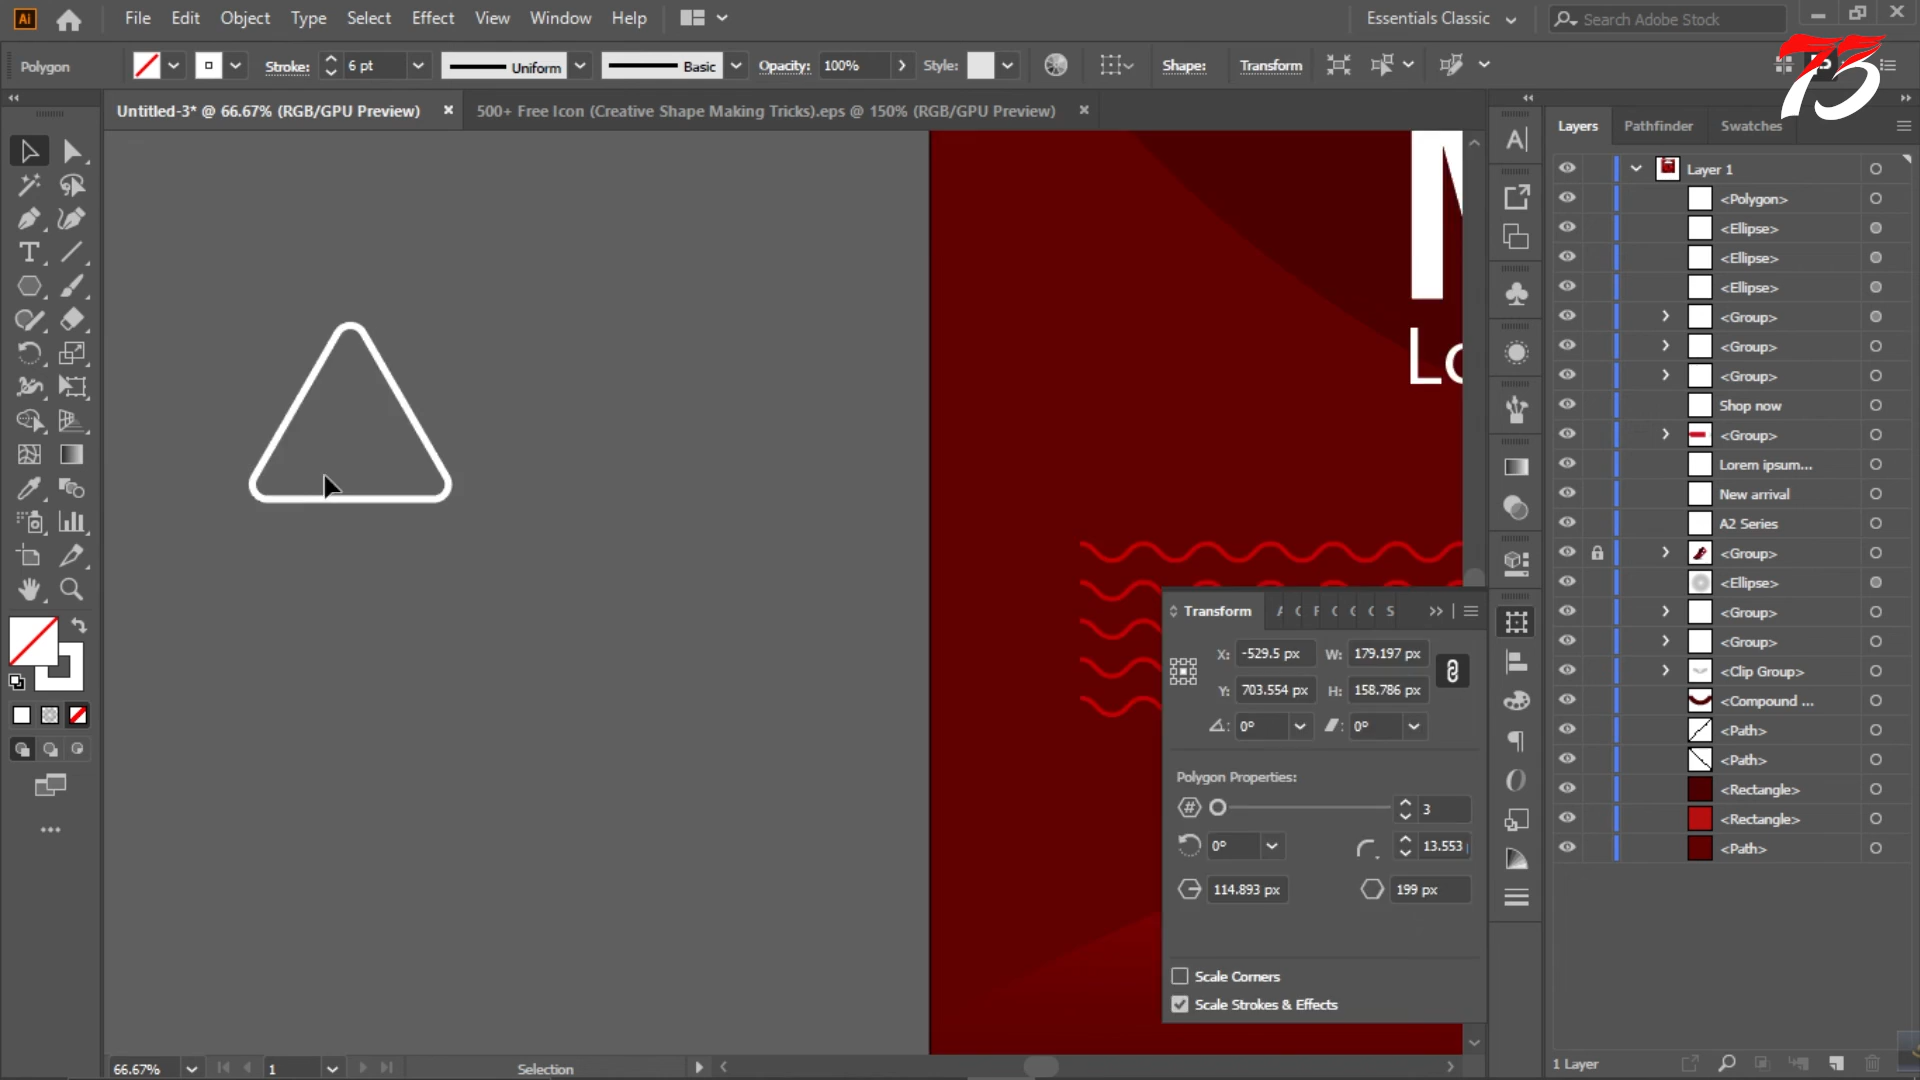 Ai File Edit Object Type Select Effect View Window Help Essentials Classic Search Adobe Stock
Polygon Stroke: 6 pt Uniform Basic Opacity: 100% Style: Shape: Transform
Untitled-3* @ 66.67% (RGB/GPU Preview) 500+ Free Icon (Creative Shape Making Tricks).eps @ 150% (RGB/GPU Preview)
Layers Pathfinder Swatches
Layer 1
<Polygon>
<Ellipse>
<Ellipse>
<Ellipse>
<Group>
<Group>
<Group>
Shop now
<Group>
Lorem ipsum...
New arrival
A2 Series
<Group>
<Ellipse>
<Group>
<Group>
<Clip Group>
<Compound ...
<Path>
<Path>
<Rectangle>
<Rectangle>
<Path>
Lo
Transform
X: -529.5 px W: 179.197 px
Y: 703.554 px H: 158.786 px
0° 0°
Polygon Properties:
3
0° 13.553
114.893 px 199 px
Scale Corners
Scale Strokes & Effects
66.67% 1 Selection
1 Layer